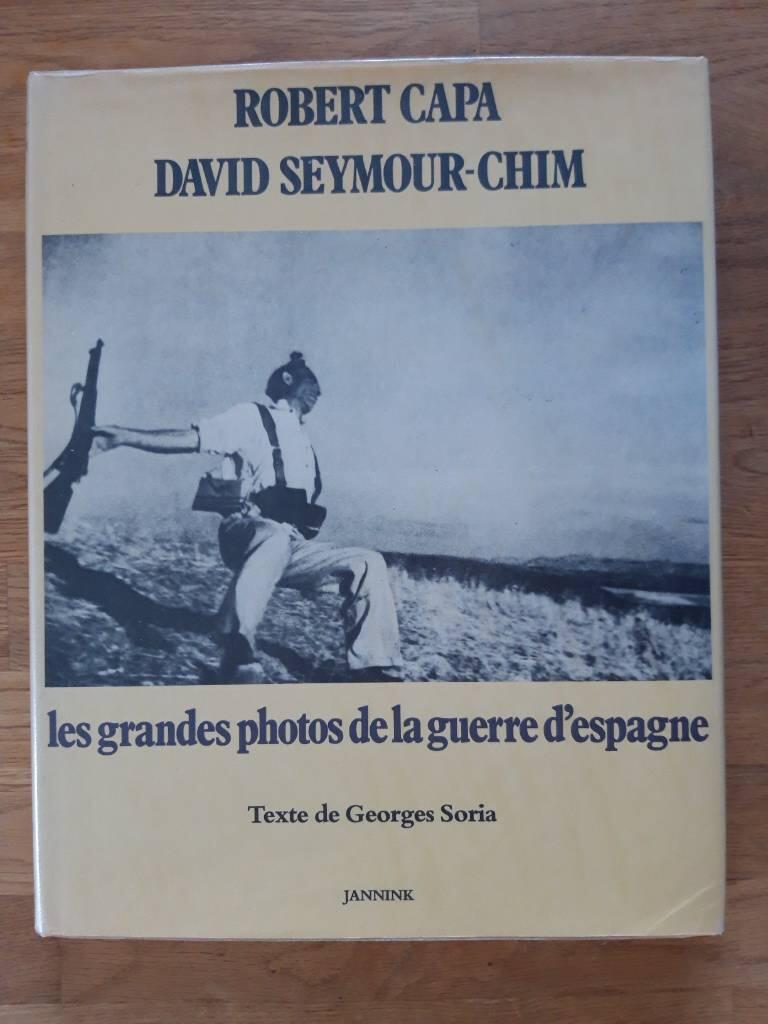 ROBERT CAPA
DAVID SEYMOUR-CHIM
les grandes photos de la guerre d'espagne
Texte de Georges Soria
JANNINK